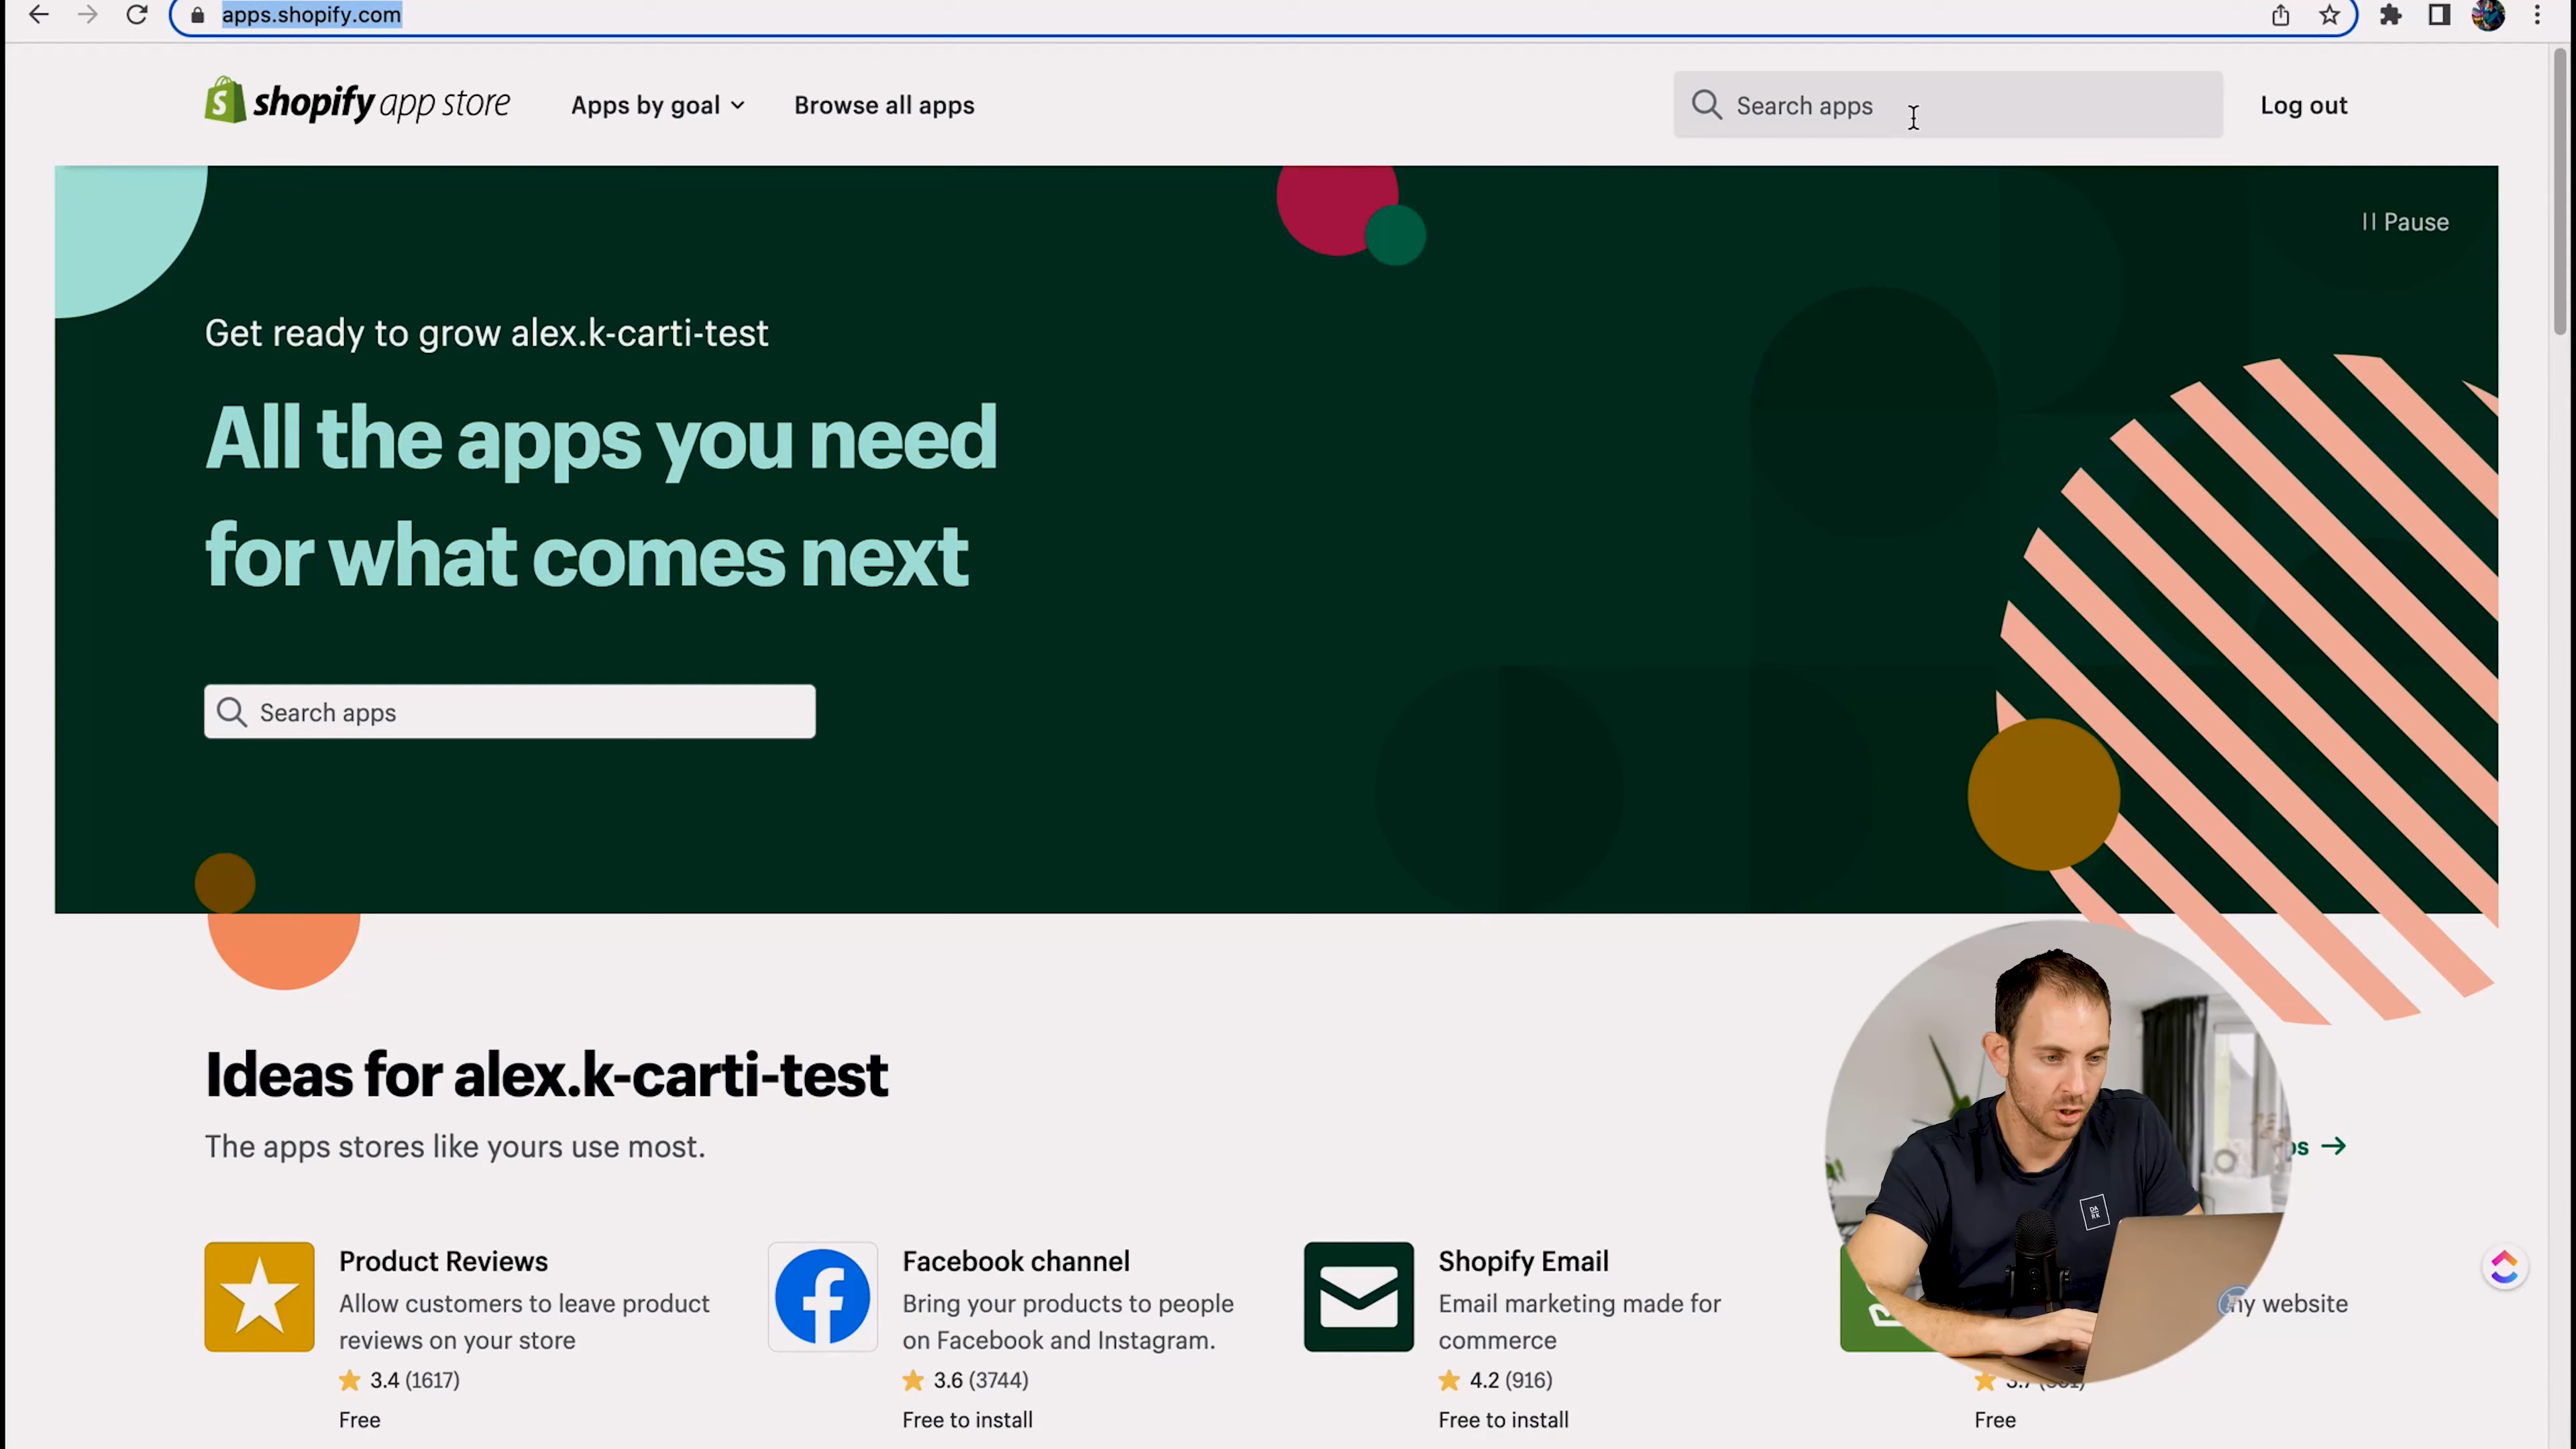 apps.shopify.com
shopify app store
Apps by goal
Browse all apps
Search apps
Log out
Pause
Get ready to grow alex.k-carti-test
All the apps you need
for what comes next
Search apps
Ideas for alex.k-carti-test
The apps stores like yours use most.
Product Reviews
Allow customers to leave product
reviews on your store
3.4 (1617)
Free
Facebook channel
Bring your products to people
on Facebook and Instagram.
3.6 (3744)
Free to install
Shopify Email
Email marketing made for
commerce
4.2 (916)
Free to install
website
Free
DA
RK